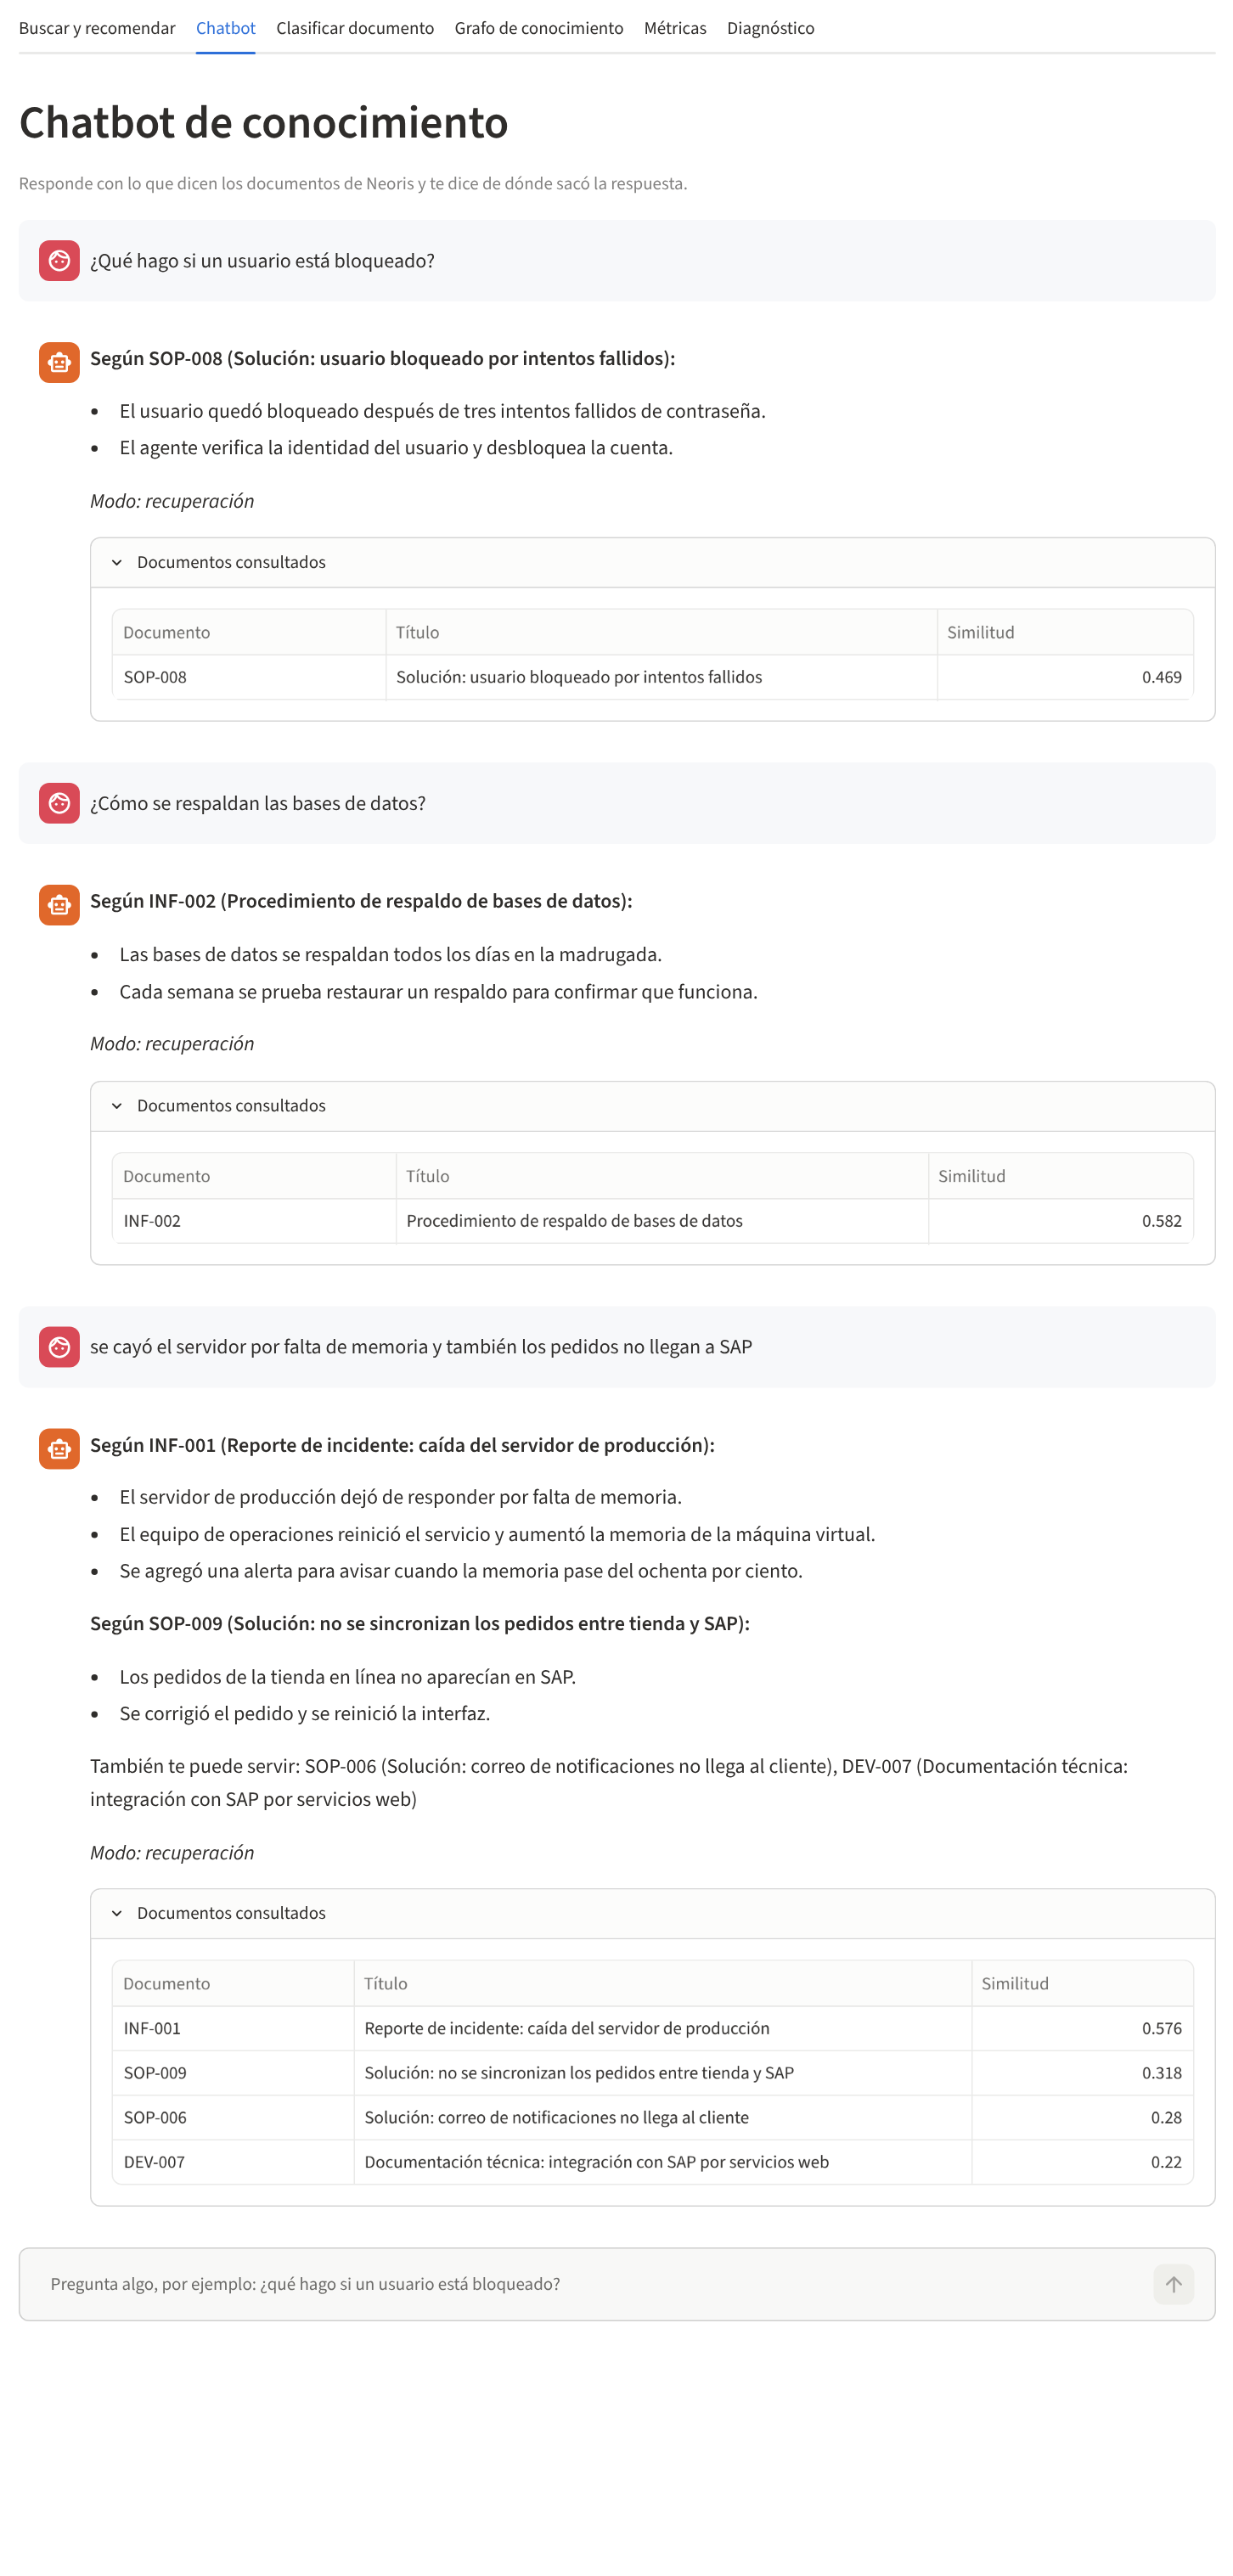 Buscar y recomendar Chatbot Clasificar documento Grafo de conocimiento Métricas Diagnóstico
Chatbot de conocimiento
Responde con lo que dicen los documentos de Neoris y te dice de dónde sacó la respuesta.
¿Qué hago si un usuario está bloqueado?
Según SOP-008 (Solución: usuario bloqueado por intentos fallidos):
• El usuario quedó bloqueado después de tres intentos fallidos de contraseña.
• El agente verifica la identidad del usuario y desbloquea la cuenta.
Modo: recuperación
Documentos consultados
Documento Título Similitud
SOP-008 Solución: usuario bloqueado por intentos fallidos 0.469
¿Cómo se respaldan las bases de datos?
Según INF-002 (Procedimiento de respaldo de bases de datos):
• Las bases de datos se respaldan todos los días en la madrugada.
• Cada semana se prueba restaurar un respaldo para confirmar que funciona.
Modo: recuperación
Documentos consultados
Documento Título Similitud
INF-002 Procedimiento de respaldo de bases de datos 0.582
se cayó el servidor por falta de memoria y también los pedidos no llegan a SAP
Según INF-001 (Reporte de incidente: caída del servidor de producción):
• El servidor de producción dejó de responder por falta de memoria.
• El equipo de operaciones reinició el servicio y aumentó la memoria de la máquina virtual.
• Se agregó una alerta para avisar cuando la memoria pase del ochenta por ciento.
Según SOP-009 (Solución: no se sincronizan los pedidos entre tienda y SAP):
• Los pedidos de la tienda en línea no aparecían en SAP.
• Se corrigió el pedido y se reinició la interfaz.
También te puede servir: SOP-006 (Solución: correo de notificaciones no llega al cliente), DEV-007 (Documentación técnica:
integración con SAP por servicios web)
Modo: recuperación
Documentos consultados
Documento Título Similitud
INF-001 Reporte de incidente: caída del servidor de producción 0.576
SOP-009 Solución: no se sincronizan los pedidos entre tienda y SAP 0.318
SOP-006 Solución: correo de notificaciones no llega al cliente 0.28
DEV-007 Documentación técnica: integración con SAP por servicios web 0.22
Pregunta algo, por ejemplo: ¿qué hago si un usuario está bloqueado?